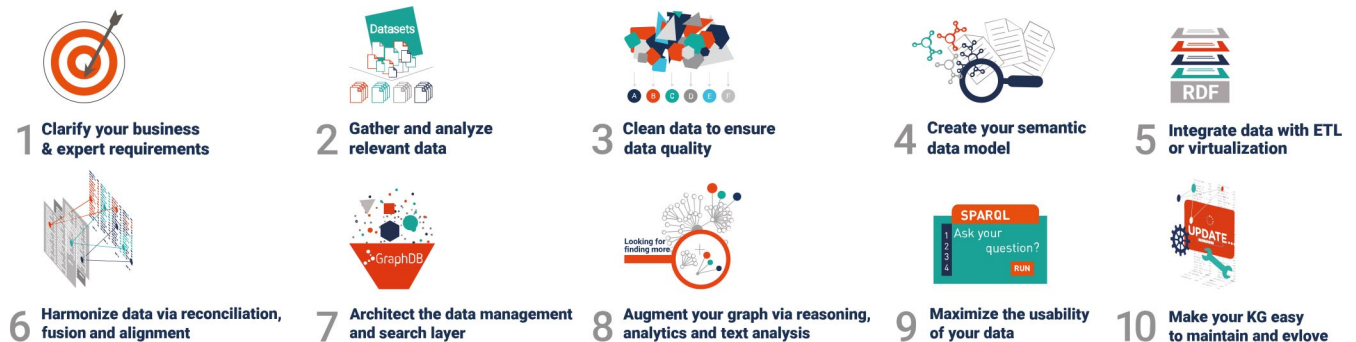 Datasets
A B C D E F
RDF
1 Clarify your business
& expert requirements
2 Gather and analyze
relevant data
3 Clean data to ensure
data quality
4 Create your semantic
data model
5 Integrate data with ETL
or virtualization
GraphDB
Looking for
finding more
SPARQL
1 Ask your
2 question?
3
4 RUN
UPDATE...
6 Harmonize data via reconciliation,
fusion and alignment
7 Architect the data management
and search layer
8 Augment your graph via reasoning,
analytics and text analysis
9 Maximize the usability
of your data
10 Make your KG easy
to maintain and evlove